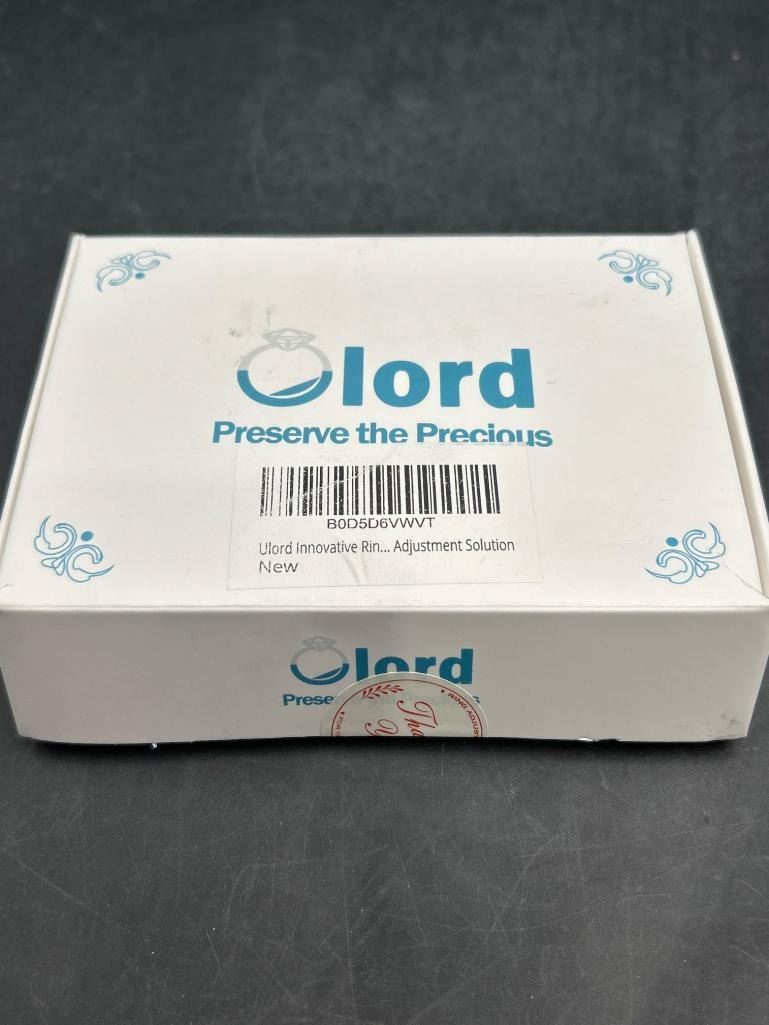 Ulord
Preserve the Precious
B0D5D6VWVT
Ulord Innovative Rin... Adjustment Solution
New
Ulord